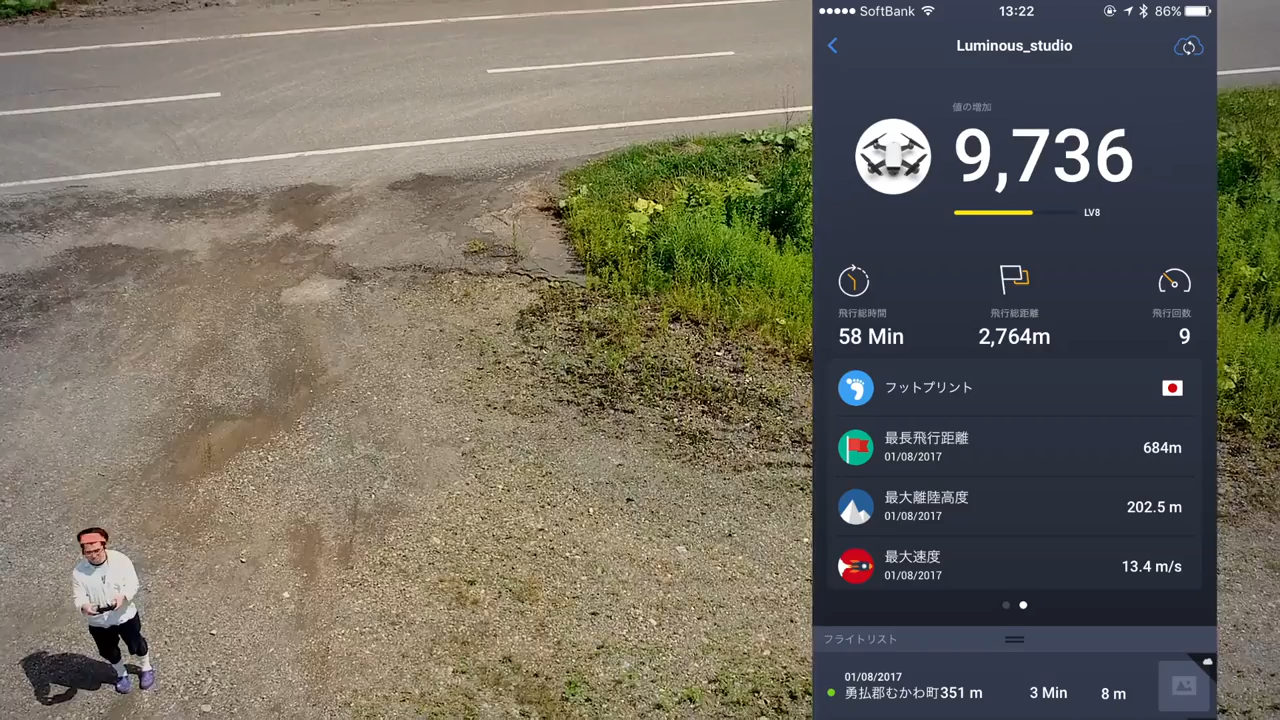 SoftBank 13:22 86%
Luminous_studio
値の増加
9,736
LV8
飛行総時間 飛行総距離 飛行回数
58 Min 2,764m 9
フットプリント
最長飛行距離
01/08/2017
684m
最大離陸高度
01/08/2017
202.5 m
最大速度
01/08/2017
13.4 m/s
フライトリスト
01/08/2017
勇払郡むかわ町351 m 3 Min 8 m